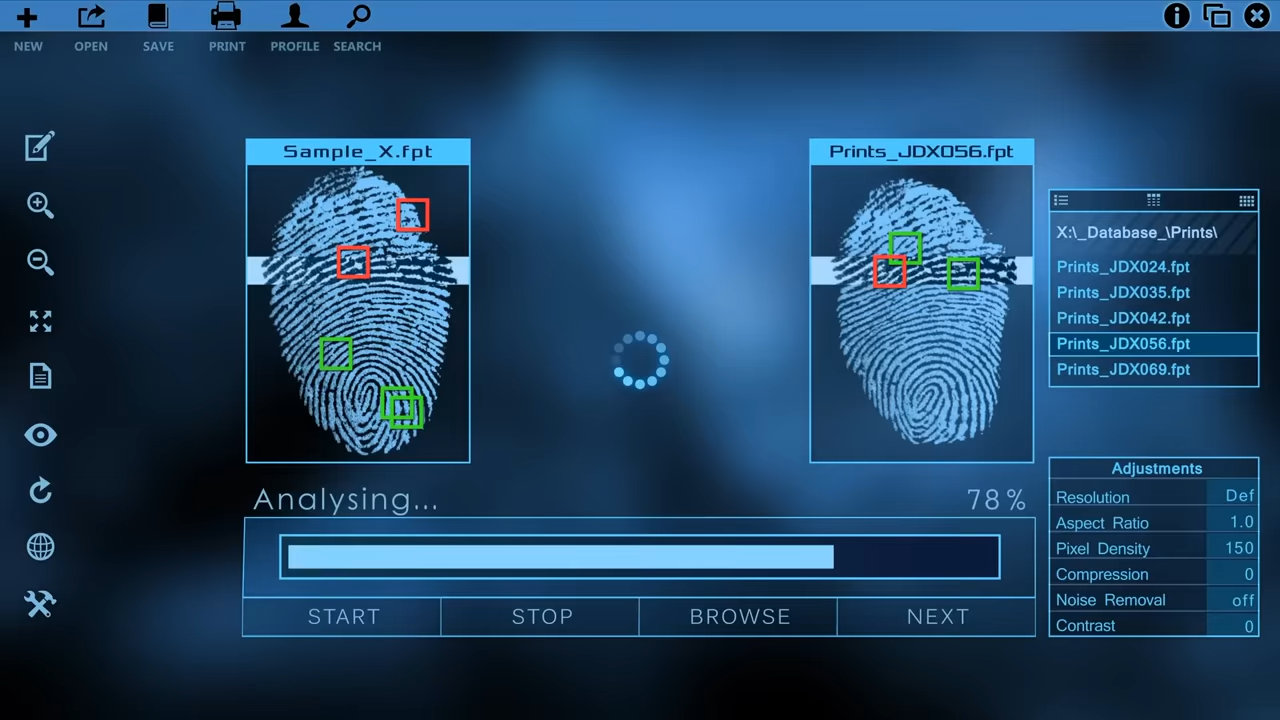 NEW OPEN SAVE PRINT PROFILE SEARCH
Sample_X.fpt
Prints_JDX056.fpt
X:\_Database_\Prints\
Prints_JDX024.fpt
Prints_JDX035.fpt
Prints_JDX042.fpt
Prints_JDX056.fpt
Prints_JDX069.fpt
Analysing... 78%
START STOP BROWSE NEXT
Adjustments
Resolution Def
Aspect Ratio 1.0
Pixel Density 150
Compression 0
Noise Removal off
Contrast 0